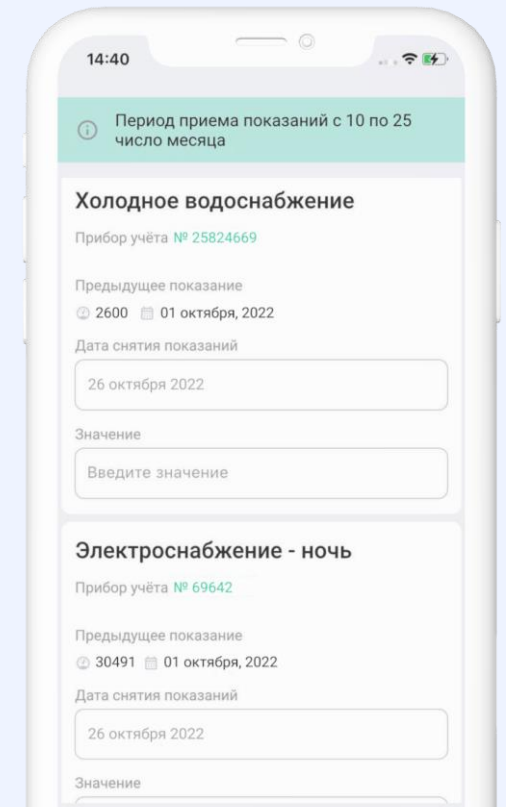 14:40
Период приема показаний с 10 по 25
число месяца
Холодное водоснабжение
Прибор учёта № 25824669
Предыдущее показание
2600 01 октября, 2022
Дата снятия показаний
26 октября 2022
Значение
Введите значение
Электроснабжение - ночь
Прибор учёта № 69642
Предыдущее показание
30491 01 октября, 2022
Дата снятия показаний
26 октября 2022
Значение